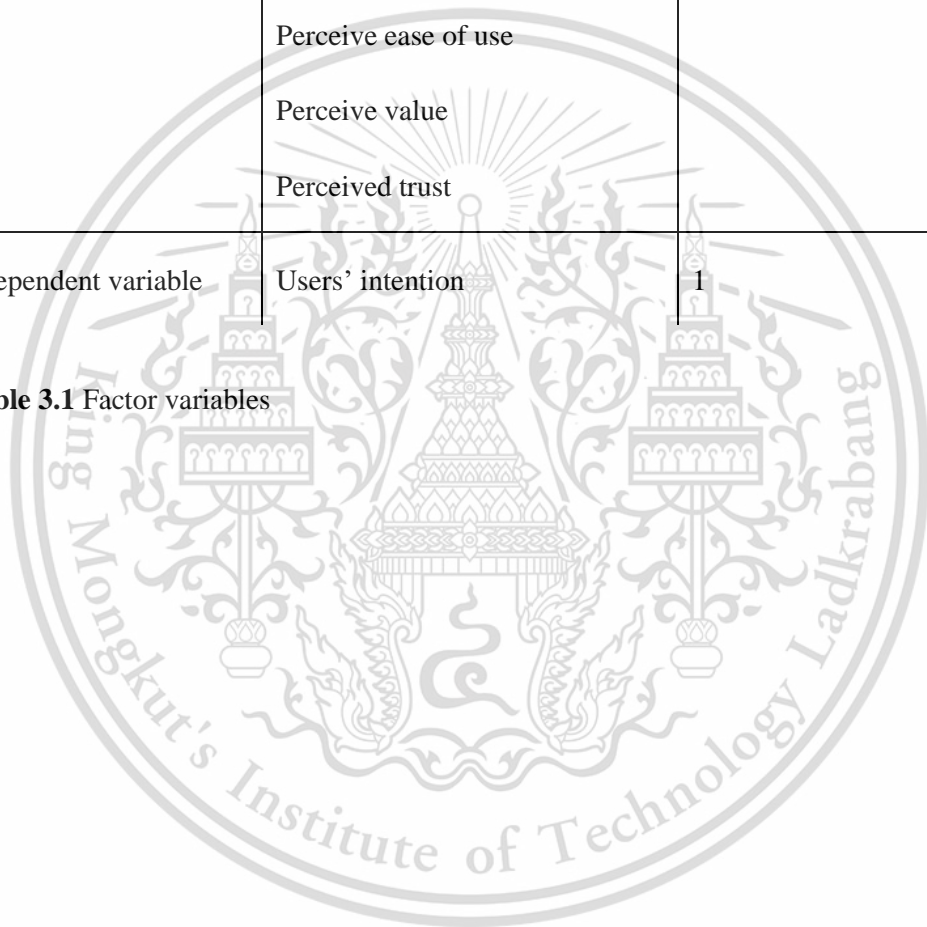 Perceive ease of use
Perceive value
Perceived trust
ependent variable Users’ intention 1
ble 3.1 Factor variables
King Mongkut's Institute of Technology Ladkrabang